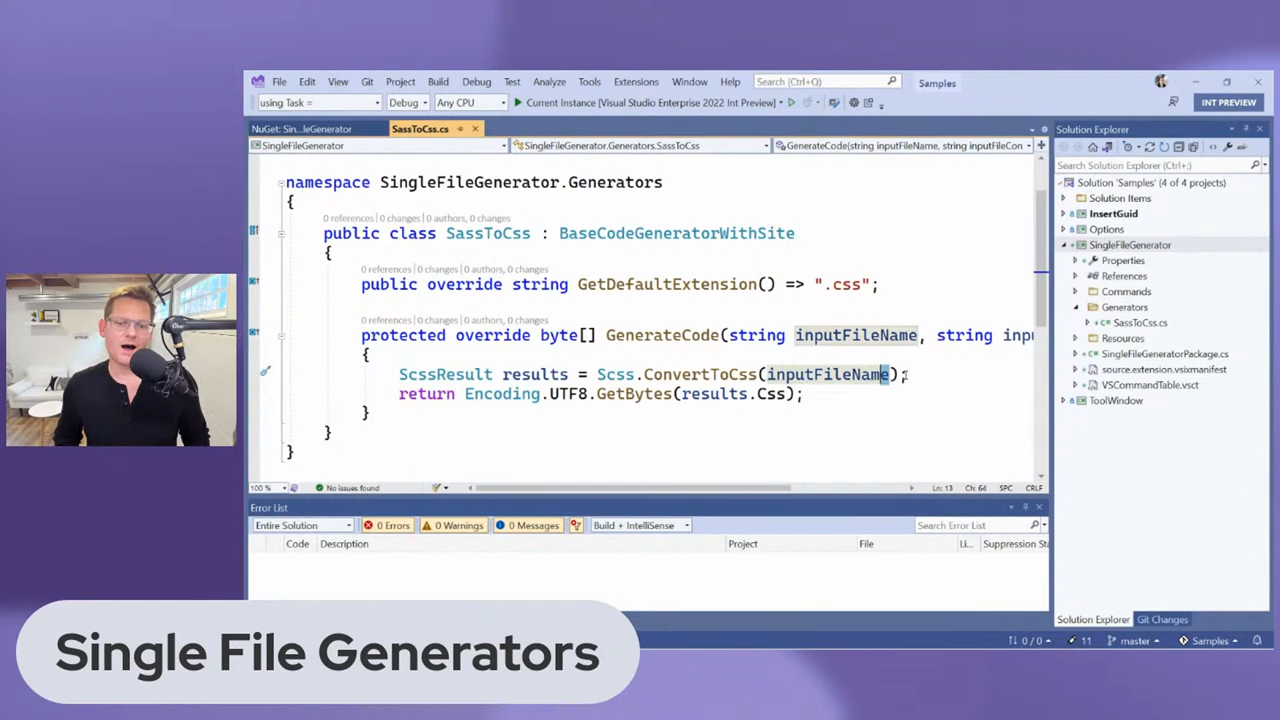 File Edit View Git Project Build Debug Test Analyze Tools Extensions Window Help Search (Ctrl+Q) Samples
using Task = Debug Any CPU Current Instance [Visual Studio Enterprise 2022 Int Preview] INT PREVIEW
NuGet: Sin...leGenerator SassToCss.cs
SingleFileGenerator SingleFileGenerator.Generators.SassToCss GenerateCode(string inputFileName, string inputFileCon
namespace SingleFileGenerator.Generators
{
0 references | 0 changes | 0 authors, 0 changes
public class SassToCss : BaseCodeGeneratorWithSite
{
0 references | 0 changes | 0 authors, 0 changes
public override string GetDefaultExtension() => ".css";
0 references | 0 changes | 0 authors, 0 changes
protected override byte[] GenerateCode(string inputFileName, string inpu
{
ScssResult results = Scss.ConvertToCss(inputFileName);
return Encoding.UTF8.GetBytes(results.Css);
}
}
}
100 % No issues found Ln: 13 Ch: 64 SPC CRLF
Error List
Entire Solution 0 Errors 0 Warnings 0 Messages Build + IntelliSense Search Error List
Code Description Project File Li... Suppression Sta
Solution Explorer
Search Solution Explorer (Ctrl+;)
Solution 'Samples' (4 of 4 projects)
Solution Items
InsertGuid
Options
SingleFileGenerator
Properties
References
Commands
Generators
SassToCss.cs
Resources
SingleFileGeneratorPackage.cs
source.extension.vsixmanifest
VSCommandTable.vsct
ToolWindow
Solution Explorer Git Changes
0 / 0 11 master Samples
Single File Generators